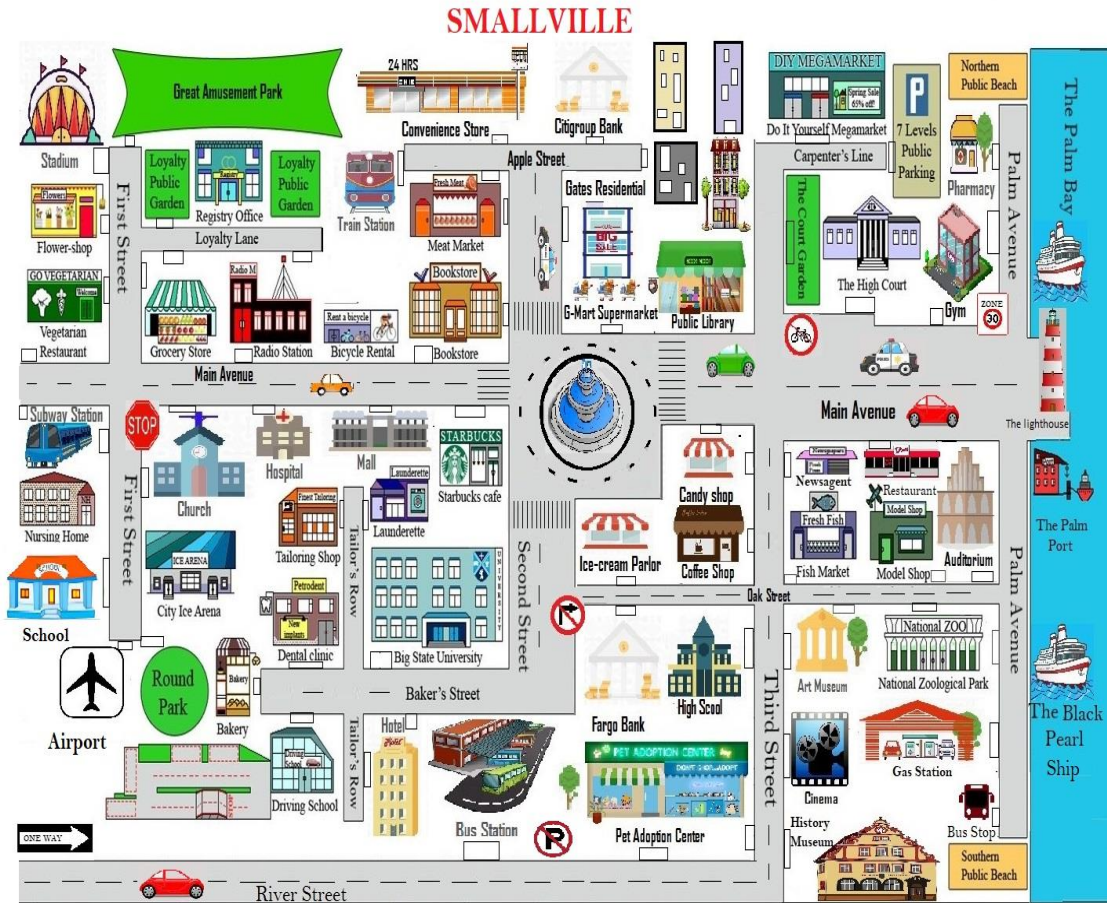 SMALLVILLE
Stadium
Great Amusement Park
24 HRS
Convenience Store
Citigroup Bank
DIY MEGAMARKET
Spring Sale
65% off!
Do It Yourself Megamarket
P
7 Levels
Public
Parking
Northern
Public Beach
Pharmacy
The Palm Bay
Palm Avenue
Carpenter's Line
Apple Street
First Street
Loyalty
Public
Garden
Registry
Registry Office
Loyalty
Public
Garden
Train Station
Fresh Meat
Meat Market
Gates Residential
BIG
SALE
G-Mart Supermarket
Public Library
The Court Garden
The High Court
Gym
ZONE
30
Flowers
Flower-shop
Loyalty Lane
GO VEGETARIAN
Welcome
Vegetarian
Restaurant
Grocery Store
Radio M
Radio Station
Rent a bicycle
Bicycle Rental
Bookstore
Bookstore
Main Avenue
POLICE
Main Avenue
The lighthouse
Subway Station
STOP
Church
Hospital
Mall
STARBUCKS
Starbucks cafe
Launderette
Launderette
Candy shop
Newsagent
Restaurant
Auditorium
NH
Nursing Home
First Street
Finest Tailoring
Tailoring Shop
Tailor's Row
UNIVERSITY
Big State University
Second Street
Ice-cream Parlor
Coffee Shop
Fresh Fish
Fish Market
Model Shop
Model Shop
The Palm
Port
Palm Avenue
SCHOOL
School
ICE ARENA
City Ice Arena
Petrodent
New
implants
Dental clinic
Oak Street
Airport
Round
Park
Bakery
Bakery
Baker's Street
Fargo Bank
High Scool
Third Street
Art Museum
National ZOO
National Zoological Park
The Black
Pearl
Ship
STOP
Driving
School
Driving School
Tailor's Row
Hotel
Hotel
Bus Station
PET ADOPTION CENTER
DON'T SHOP...ADOPT
Pet Adoption Center
P
Cinema
Gas Station
Bus Stop
History
Museum
Southern
Public Beach
ONE WAY
River Street